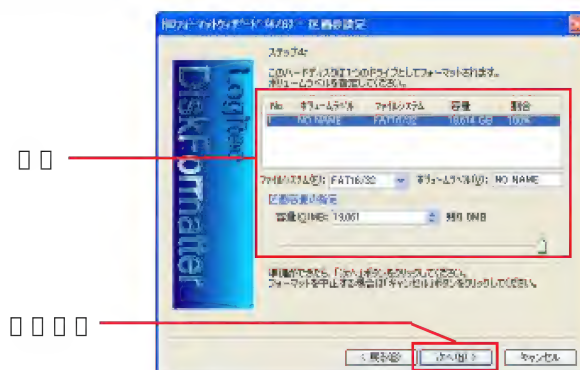 HDフォーマットウィザード (4/6) - 区画の設定
ステップ4:
このハードディスクは1つのドライブとしてフォーマットされます。
ボリュームラベルを指定してください。
No. ボリュームラベル ファイルシステム 容量 割合
1 NO NAME FAT16/32 18.614 GB 100%
ファイルシステム(F): FAT16/32 ボリュームラベル(V): NO NAME
区画容量の指定
容量(C)(MB): 19,061 残り 0MB
準備ができたら、「次へ」ボタンをクリックしてください。
フォーマットを中止する場合は「キャンセル」ボタンをクリックしてください。
< 戻る(B) 次へ(N) > キャンセル
Logitec
DiskFormatter